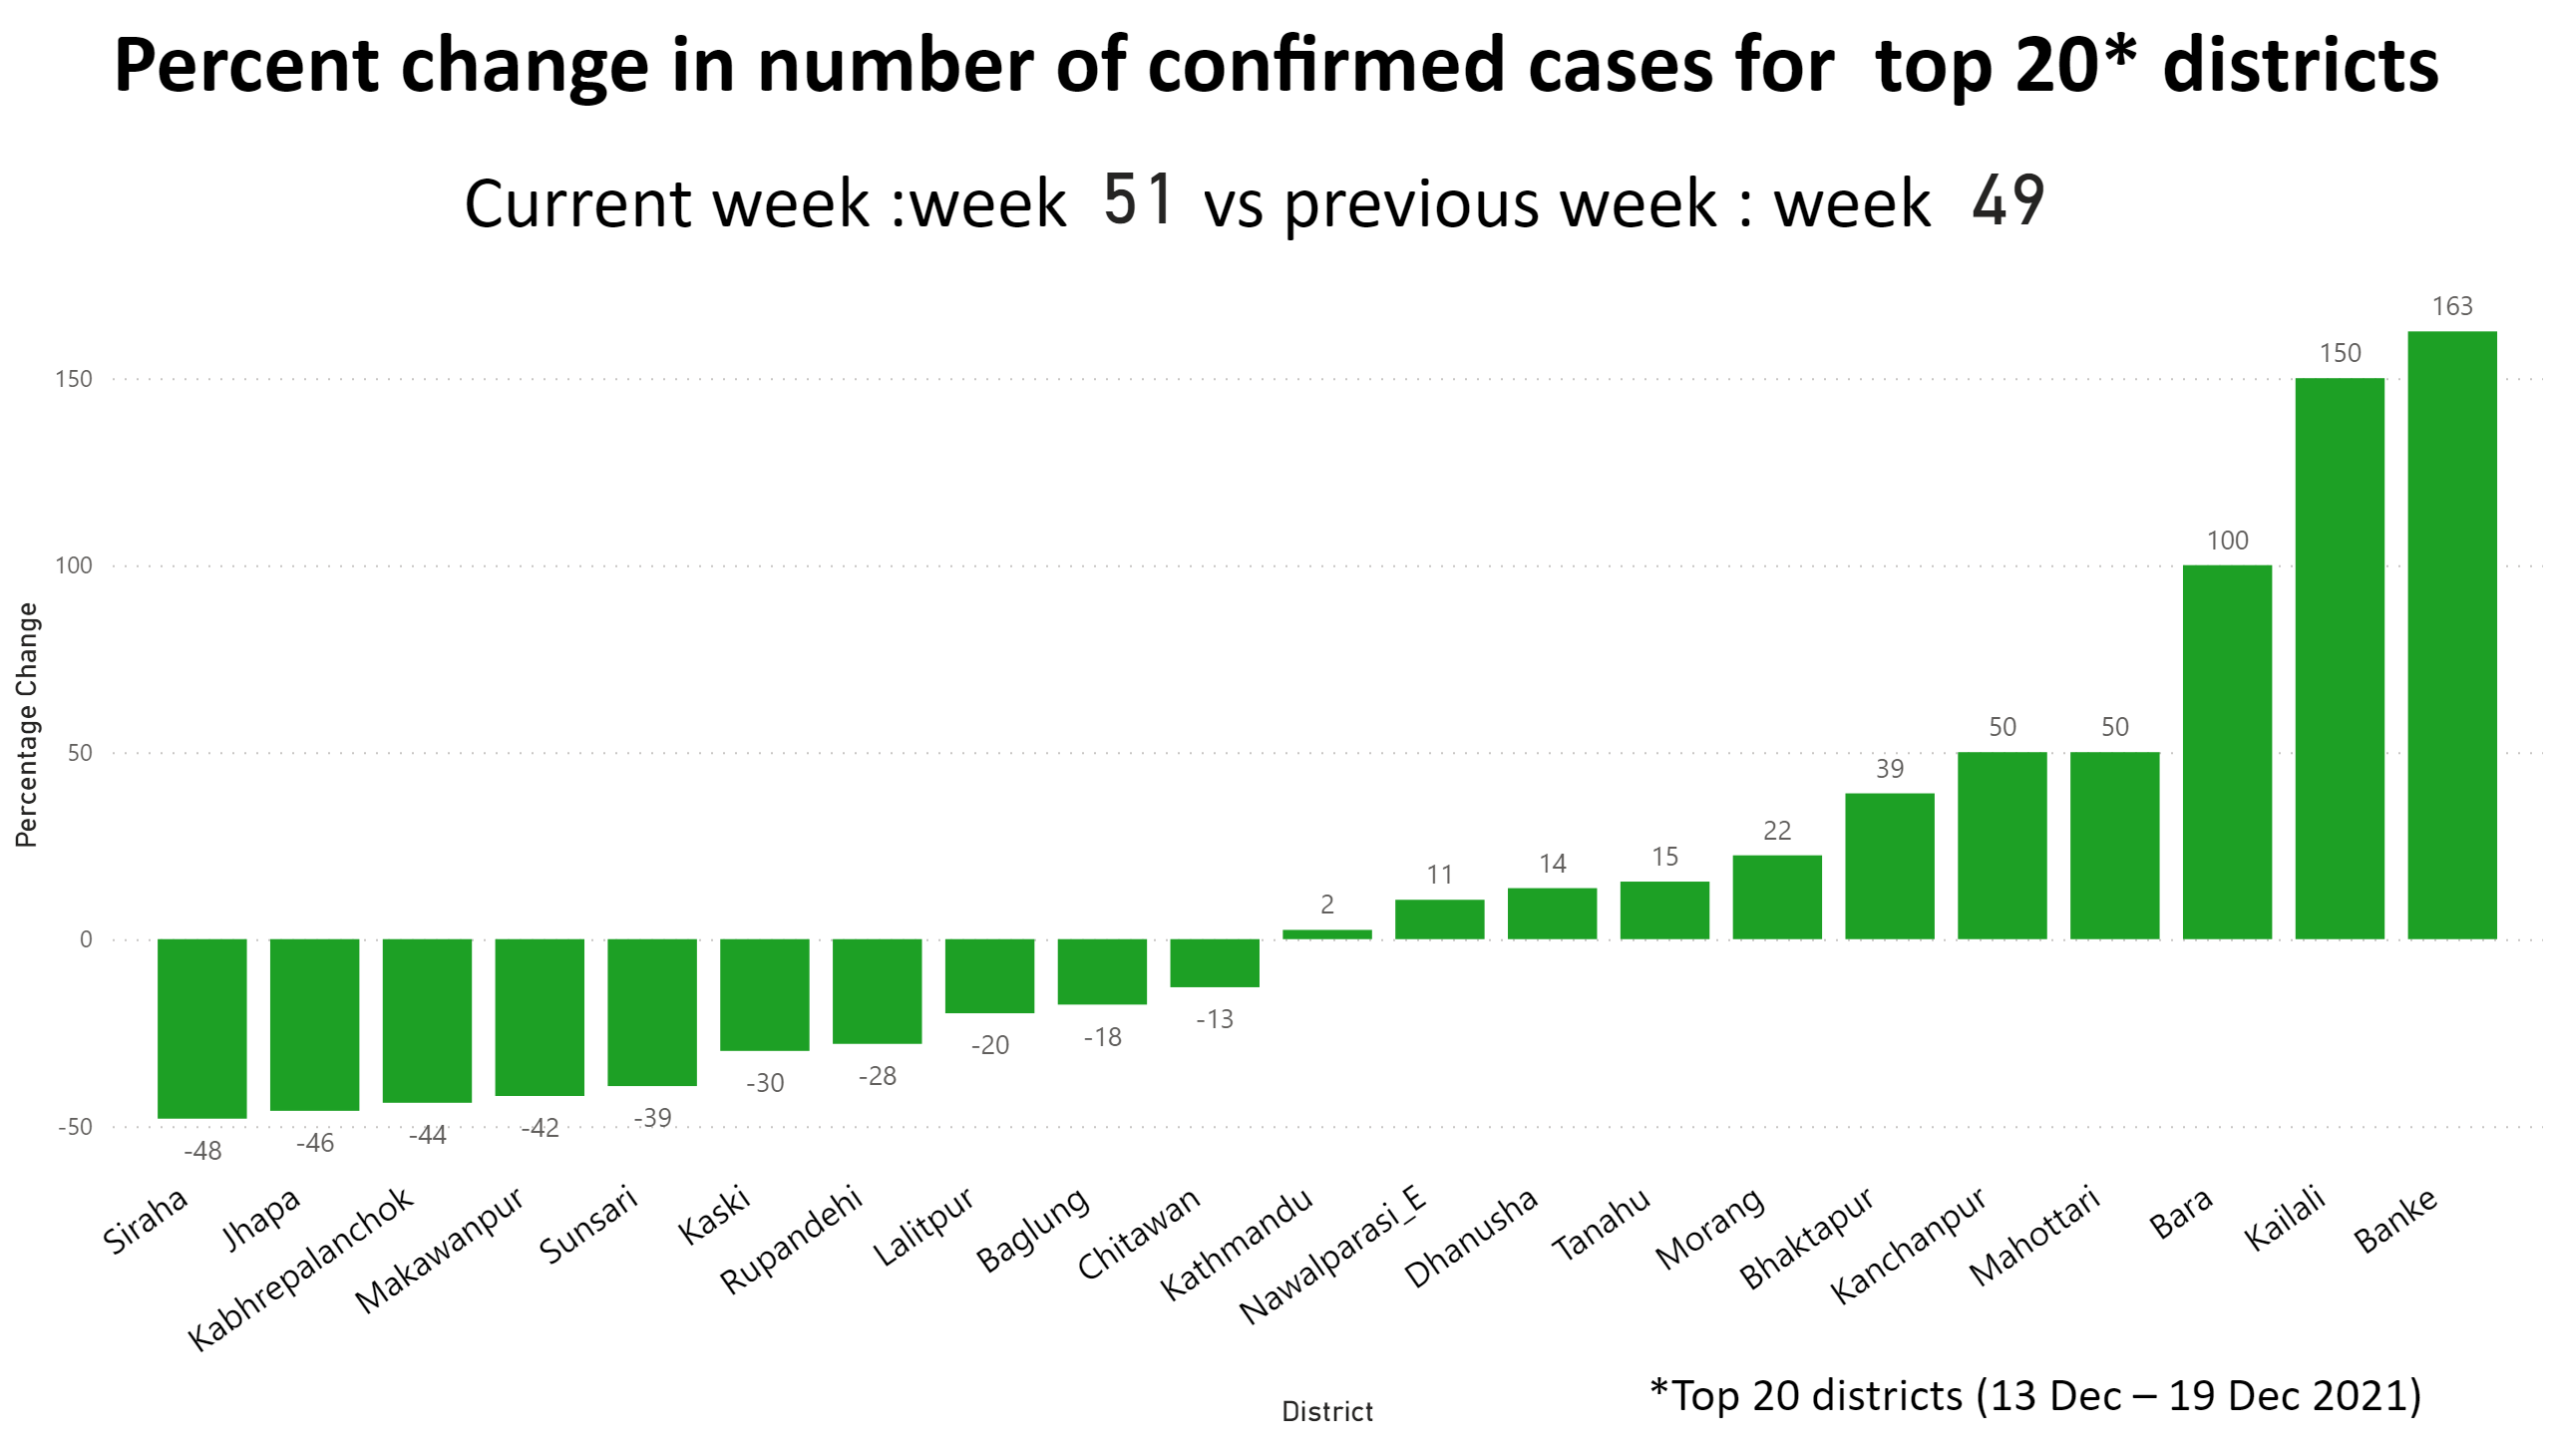 Percent change in number of confirmed cases for top 20* districts
Current week :week 51 vs previous week : week 49
Percentage Change
150
100
50
0
-50
-48
-46
-44
-42
-39
-30
-28
-20
-18
-13
2
11
14
15
22
39
50
50
100
150
163
Siraha
Jhapa
Kabhrepalanchok
Makawanpur
Sunsari
Kaski
Rupandehi
Lalitpur
Baglung
Chitawan
Kathmandu
Nawalparasi_E
Dhanusha
Tanahu
Morang
Bhaktapur
Kanchanpur
Mahottari
Bara
Kailali
Banke
District
*Top 20 districts (13 Dec – 19 Dec 2021)